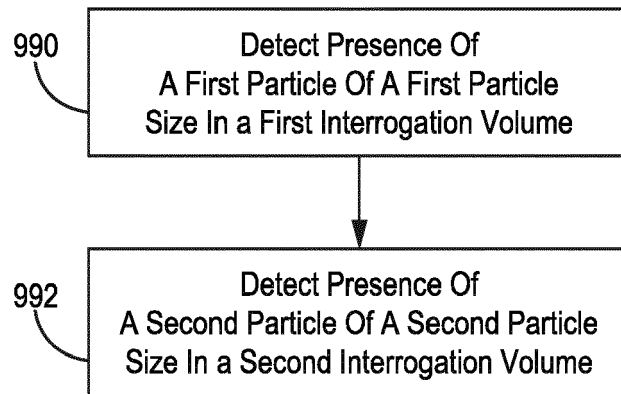 990
Detect Presence Of
A First Particle Of A First Particle
Size In a First Interrogation Volume
992
Detect Presence Of
A Second Particle Of A Second Particle
Size In a Second Interrogation Volume